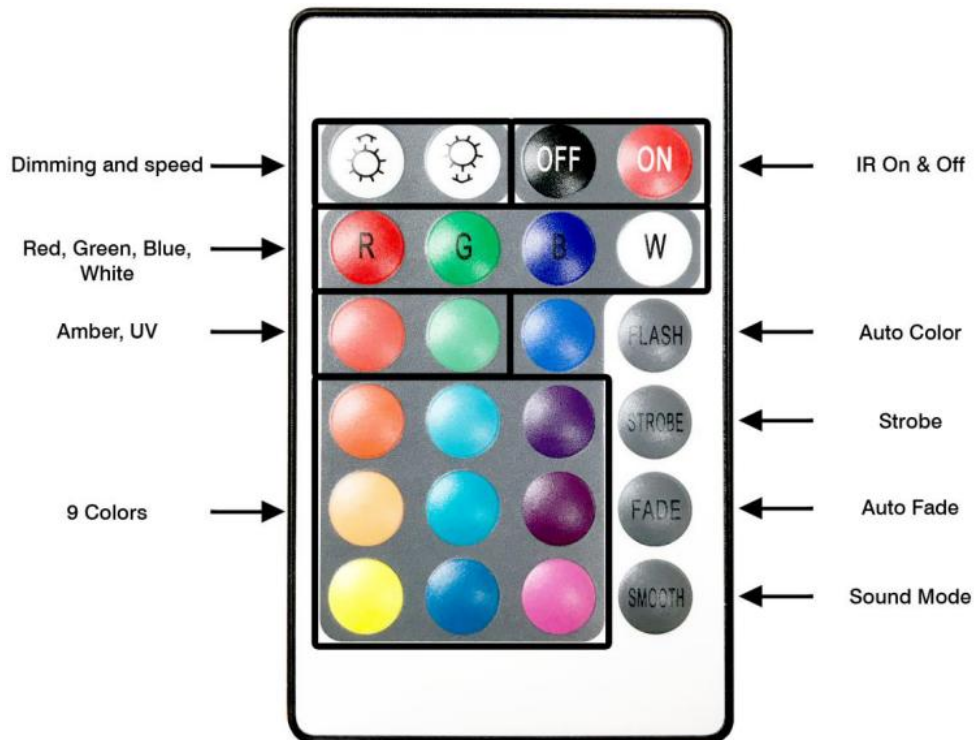 Dimming and speed
OFF
ON
IR On & Off
Red, Green, Blue,
White
R
G
B
W
Amber, UV
FLASH
Auto Color
STROBE
Strobe
9 Colors
FADE
Auto Fade
SMOOTH
Sound Mode